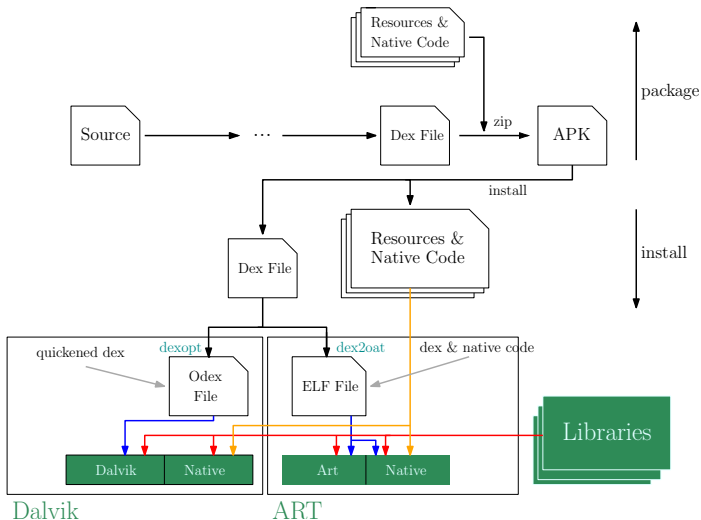 Resources &
Native Code
package
zip
Source
...
Dex File
APK
install
Resources &
Native Code
install
Dex File
dexopt
dex2oat
dex & native code
quickened dex
Odex
File
ELF File
Libraries
Dalvik
Native
Art
Native
Dalvik
ART